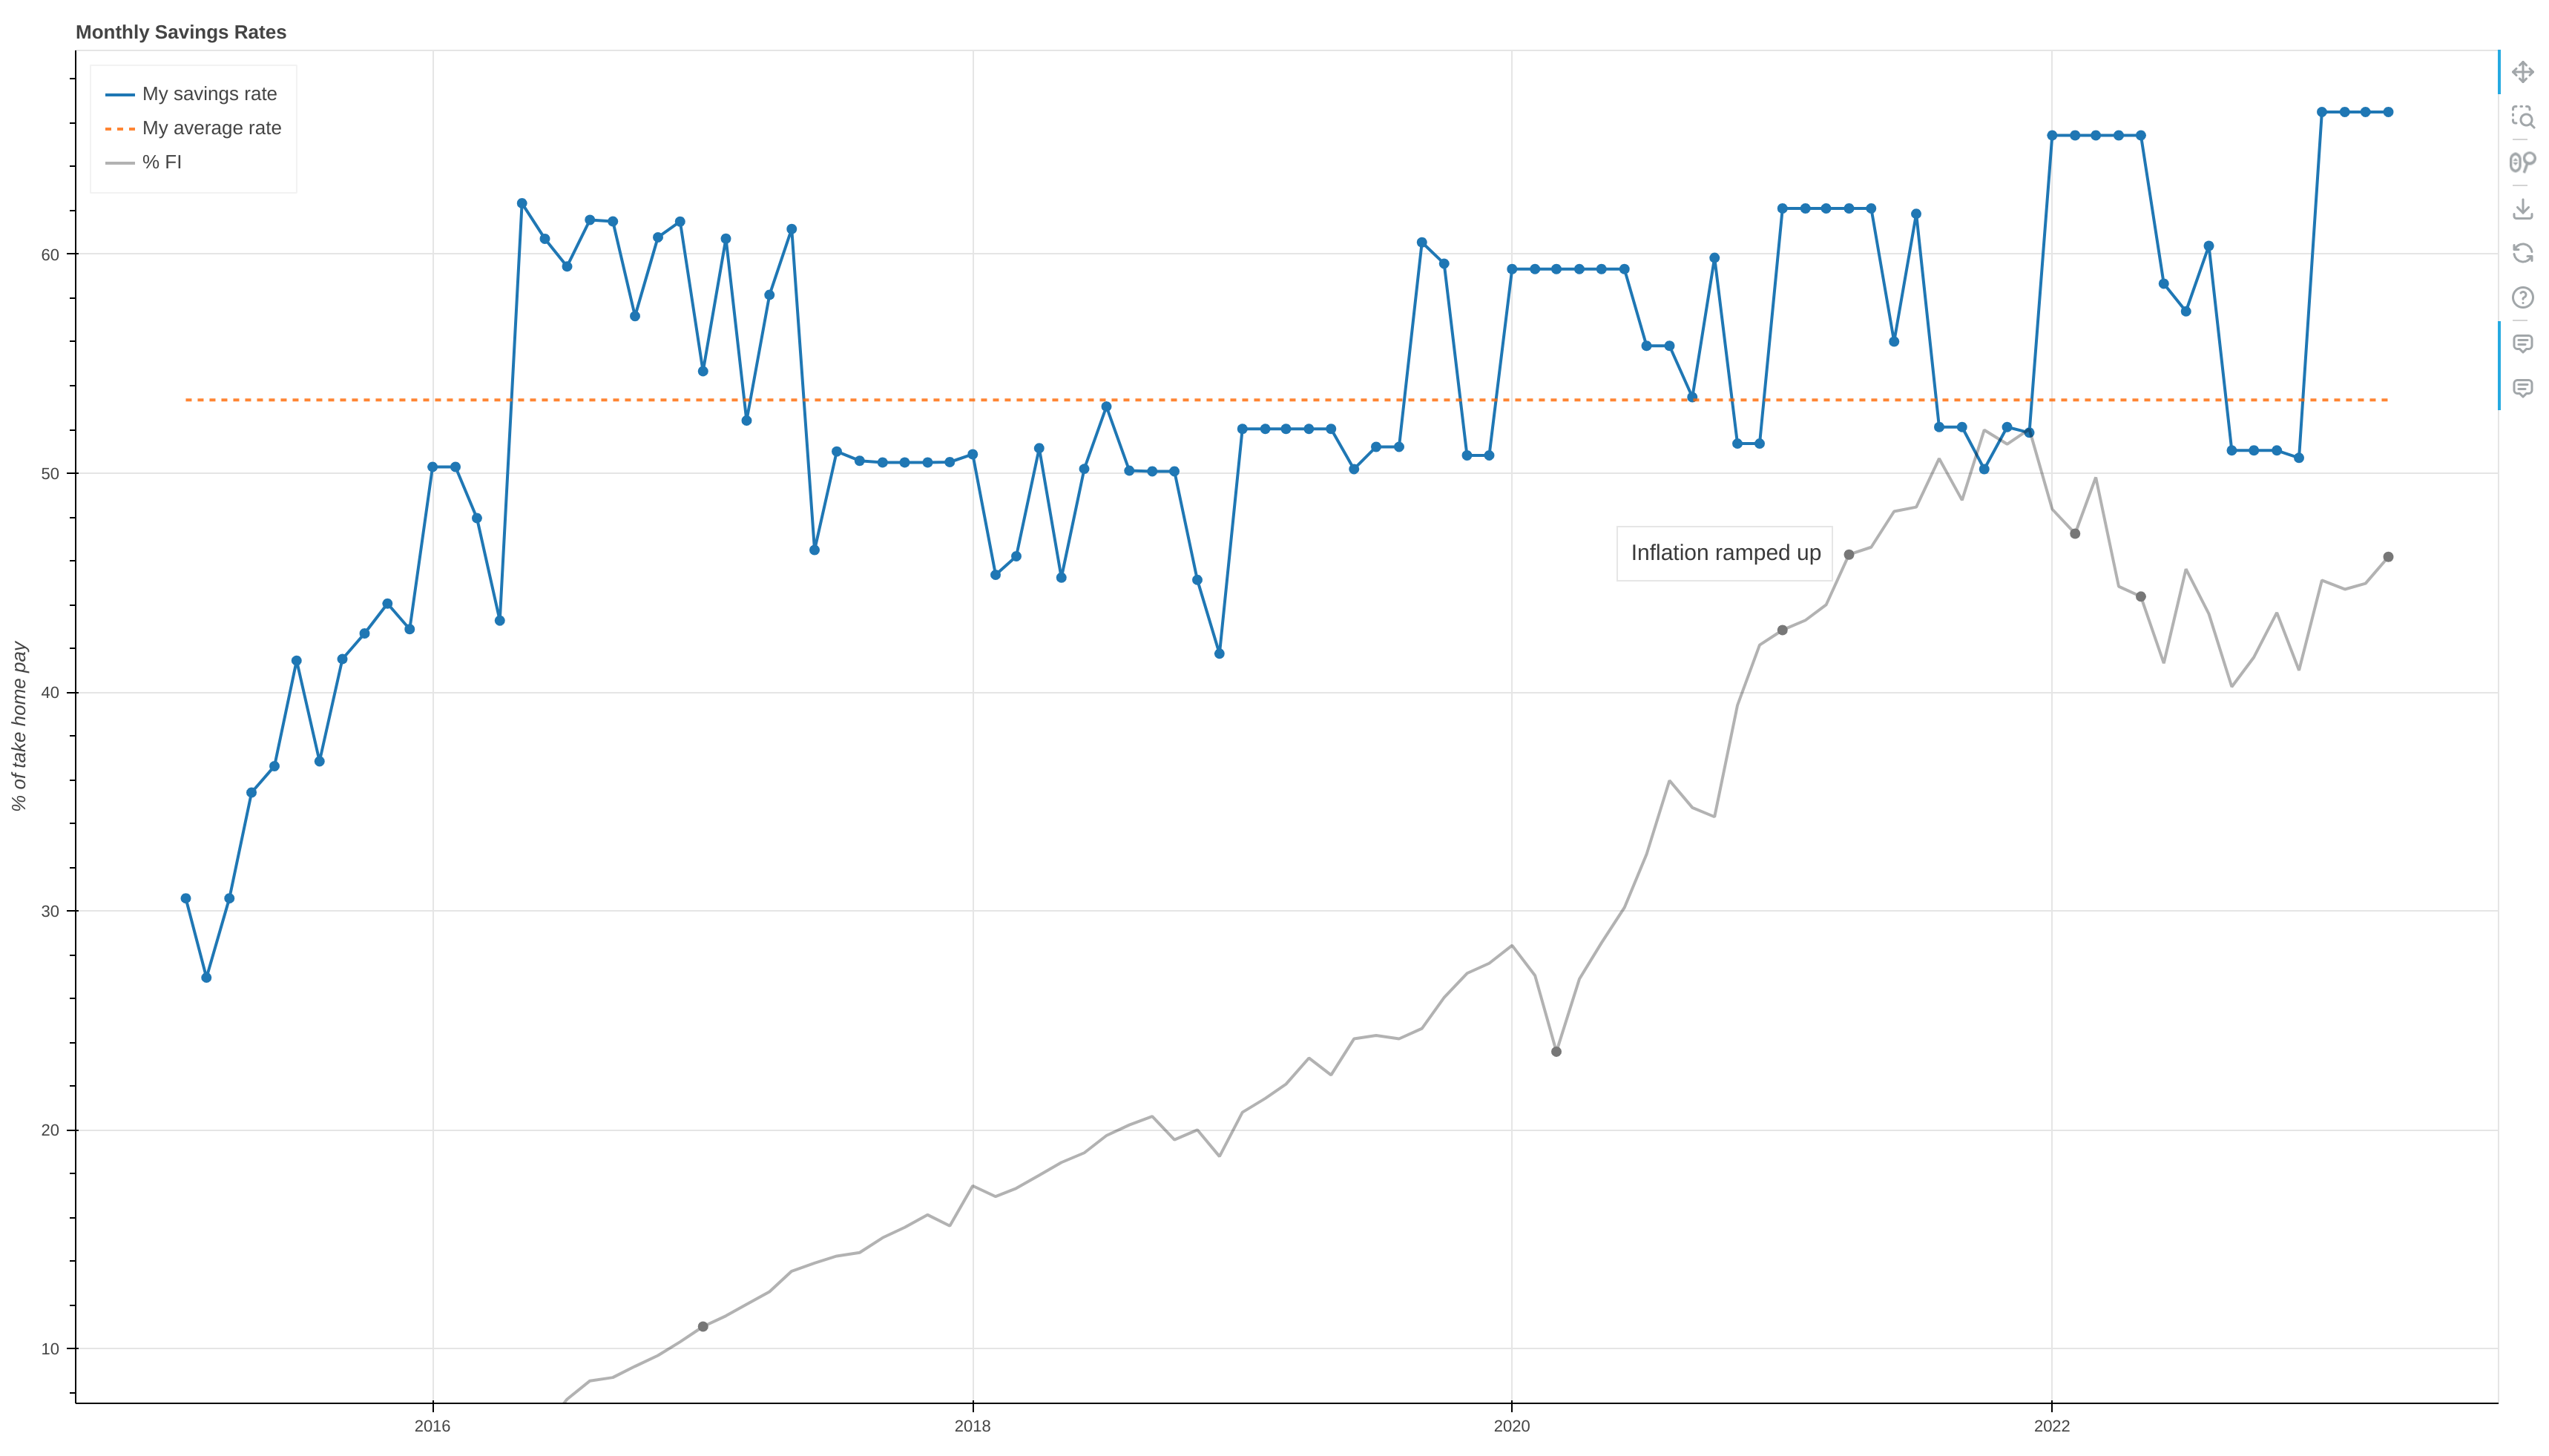 Monthly Savings Rates
My savings rate
My average rate
% FI
60
50
40
30
20
10
% of take home pay
Inflation ramped up
2016
2018
2020
2022